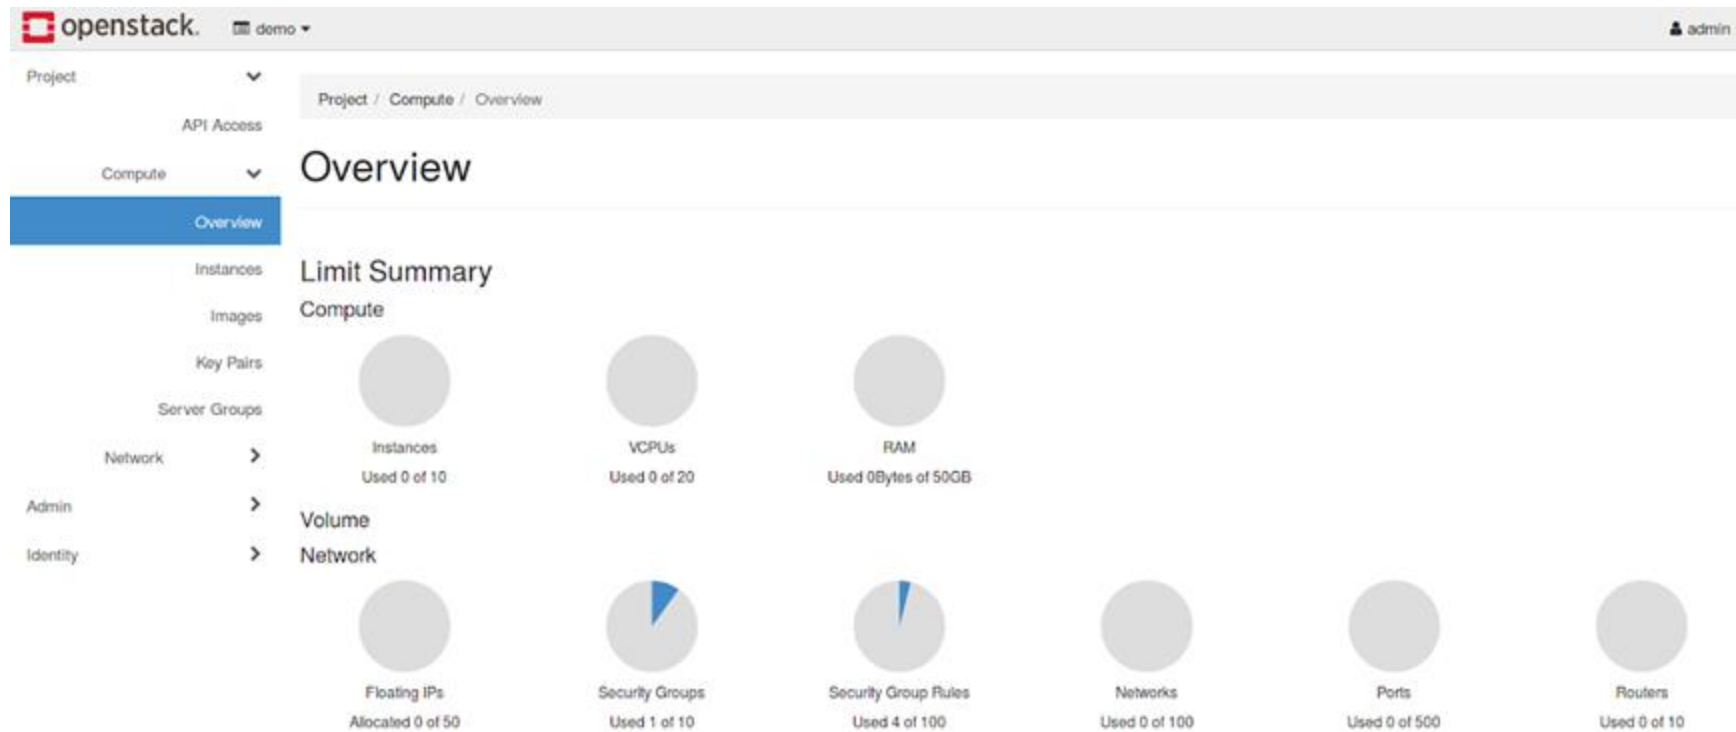 openstack. demo admin
Project
Project / Compute / Overview
API Access
Compute
Overview
Overview
Instances
Images
Key Pairs
Server Groups
Network
Admin
Identity
Limit Summary
Compute
Instances VCPUs RAM
Used 0 of 10 Used 0 of 20 Used 0Bytes of 50GB
Volume
Network
Floating IPs Security Groups Security Group Rules Networks Ports Routers
Allocated 0 of 50 Used 1 of 10 Used 4 of 100 Used 0 of 100 Used 0 of 500 Used 0 of 10